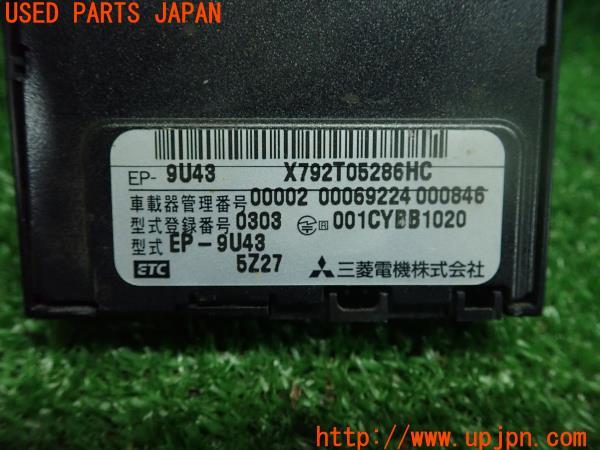 USED PARTS JAPAN
EP- 9U43 X792T05286HC
車載器管理番号 00002 00069224 000846
型式登録番号 0303 R 001CYBB1020
型式 EP-9U43
ETC 5Z27 三菱電機株式会社
UPJ http://www.upjpn.com/